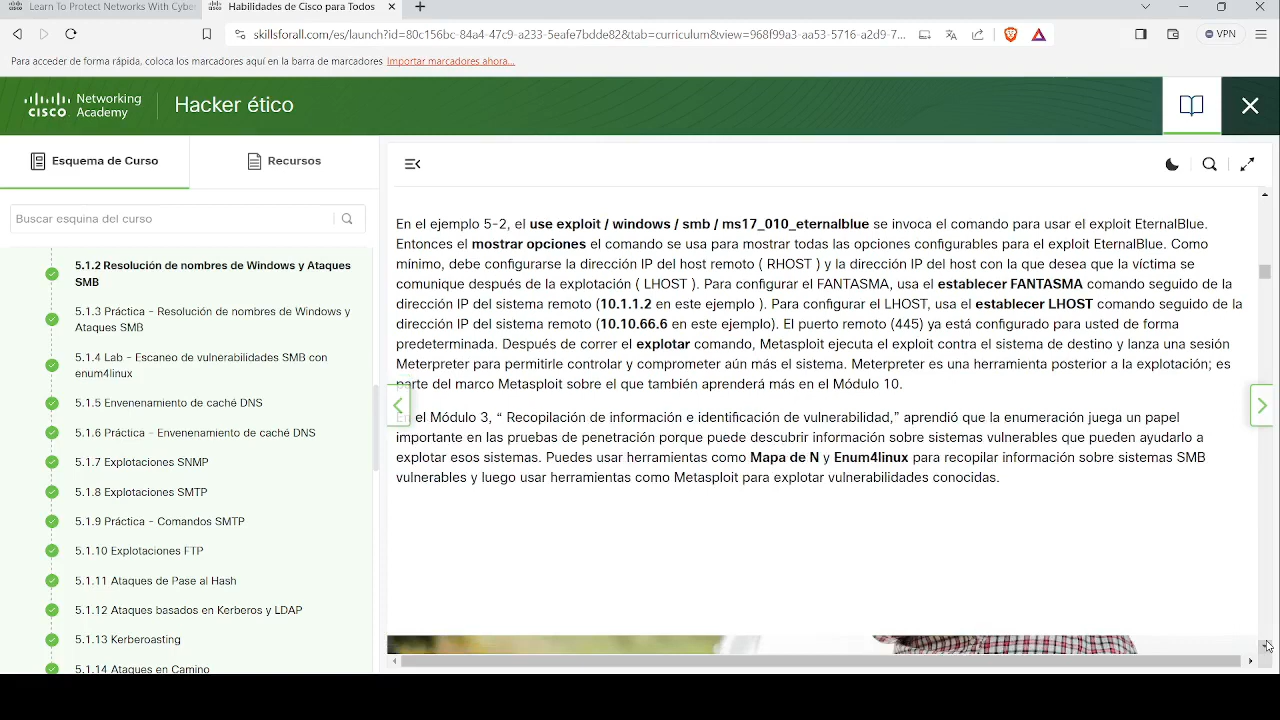 Learn To Protect Networks With Cybe
Habilidades de Cisco para Todos
skillsforall.com/es/launch?id=80c156bc-84a4-47c9-a233-5eafe7bdde82&tab=curriculum&view=968f99a3-aa53-5716-a2d9-7...
VPN
Para acceder de forma rápida, coloca los marcadores aquí en la barra de marcadores Importar marcadores ahora...
cisco Networking Academy
Hacker ético
Esquema de Curso
Recursos
Buscar esquina del curso
5.1.2 Resolución de nombres de Windows y Ataques
SMB
5.1.3 Práctica - Resolución de nombres de Windows y
Ataques SMB
5.1.4 Lab - Escaneo de vulnerabilidades SMB con
enum4linux
5.1.5 Envenenamiento de caché DNS
5.1.6 Práctica - Envenenamiento de caché DNS
5.1.7 Explotaciones SNMP
5.1.8 Explotaciones SMTP
5.1.9 Práctica - Comandos SMTP
5.1.10 Explotaciones FTP
5.1.11 Ataques de Pase al Hash
5.1.12 Ataques basados en Kerberos y LDAP
5.1.13 Kerberoasting
5.1.14 Ataques en Camino
En el ejemplo 5-2, el use exploit / windows / smb / ms17_010_eternalblue se invoca el comando para usar el exploit EternalBlue.
Entonces el mostrar opciones el comando se usa para mostrar todas las opciones configurables para el exploit EternalBlue. Como
mínimo, debe configurarse la dirección IP del host remoto ( RHOST ) y la dirección IP del host con la que desea que la víctima se
comunique después de la explotación ( LHOST ). Para configurar el FANTASMA, usa el establecer FANTASMA comando seguido de la
dirección IP del sistema remoto (10.1.1.2 en este ejemplo ). Para configurar el LHOST, usa el establecer LHOST comando seguido de la
dirección IP del sistema remoto (10.10.66.6 en este ejemplo). El puerto remoto (445) ya está configurado para usted de forma
predeterminada. Después de correr el explotar comando, Metasploit ejecuta el exploit contra el sistema de destino y lanza una sesión
Meterpreter para permitirle controlar y comprometer aún más el sistema. Meterpreter es una herramienta posterior a la explotación; es
parte del marco Metasploit sobre el que también aprenderá más en el Módulo 10.
En el Módulo 3, “ Recopilación de información e identificación de vulnerabilidad,” aprendió que la enumeración juega un papel
importante en las pruebas de penetración porque puede descubrir información sobre sistemas vulnerables que pueden ayudarlo a
explotar esos sistemas. Puedes usar herramientas como Mapa de N y Enum4linux para recopilar información sobre sistemas SMB
vulnerables y luego usar herramientas como Metasploit para explotar vulnerabilidades conocidas.